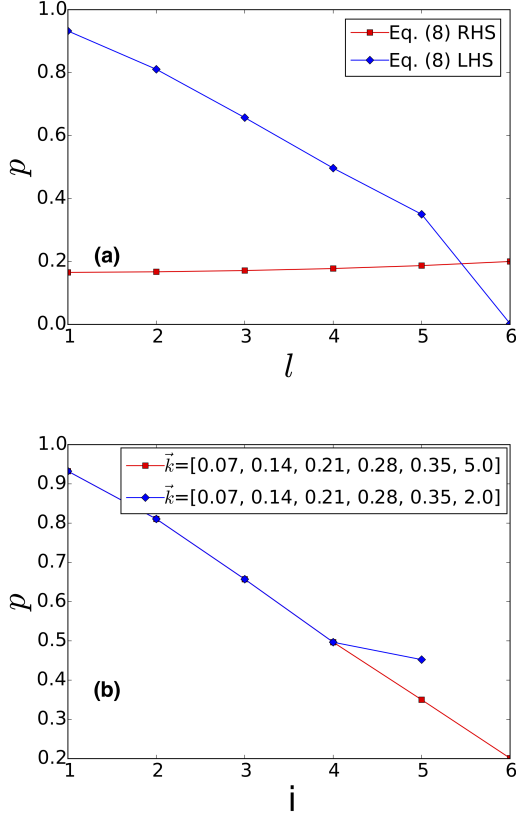 1.0
0.8
0.6
0.4
0.2
0.0
p
Eq. (8) RHS
Eq. (8) LHS
(a)
1 2 3 4 5 6
l
1.0
0.9
0.8
0.7
0.6
0.5
0.4
0.3
0.2
p
k⃗=[0.07, 0.14, 0.21, 0.28, 0.35, 5.0]
k⃗=[0.07, 0.14, 0.21, 0.28, 0.35, 2.0]
(b)
1 2 3 4 5 6
i